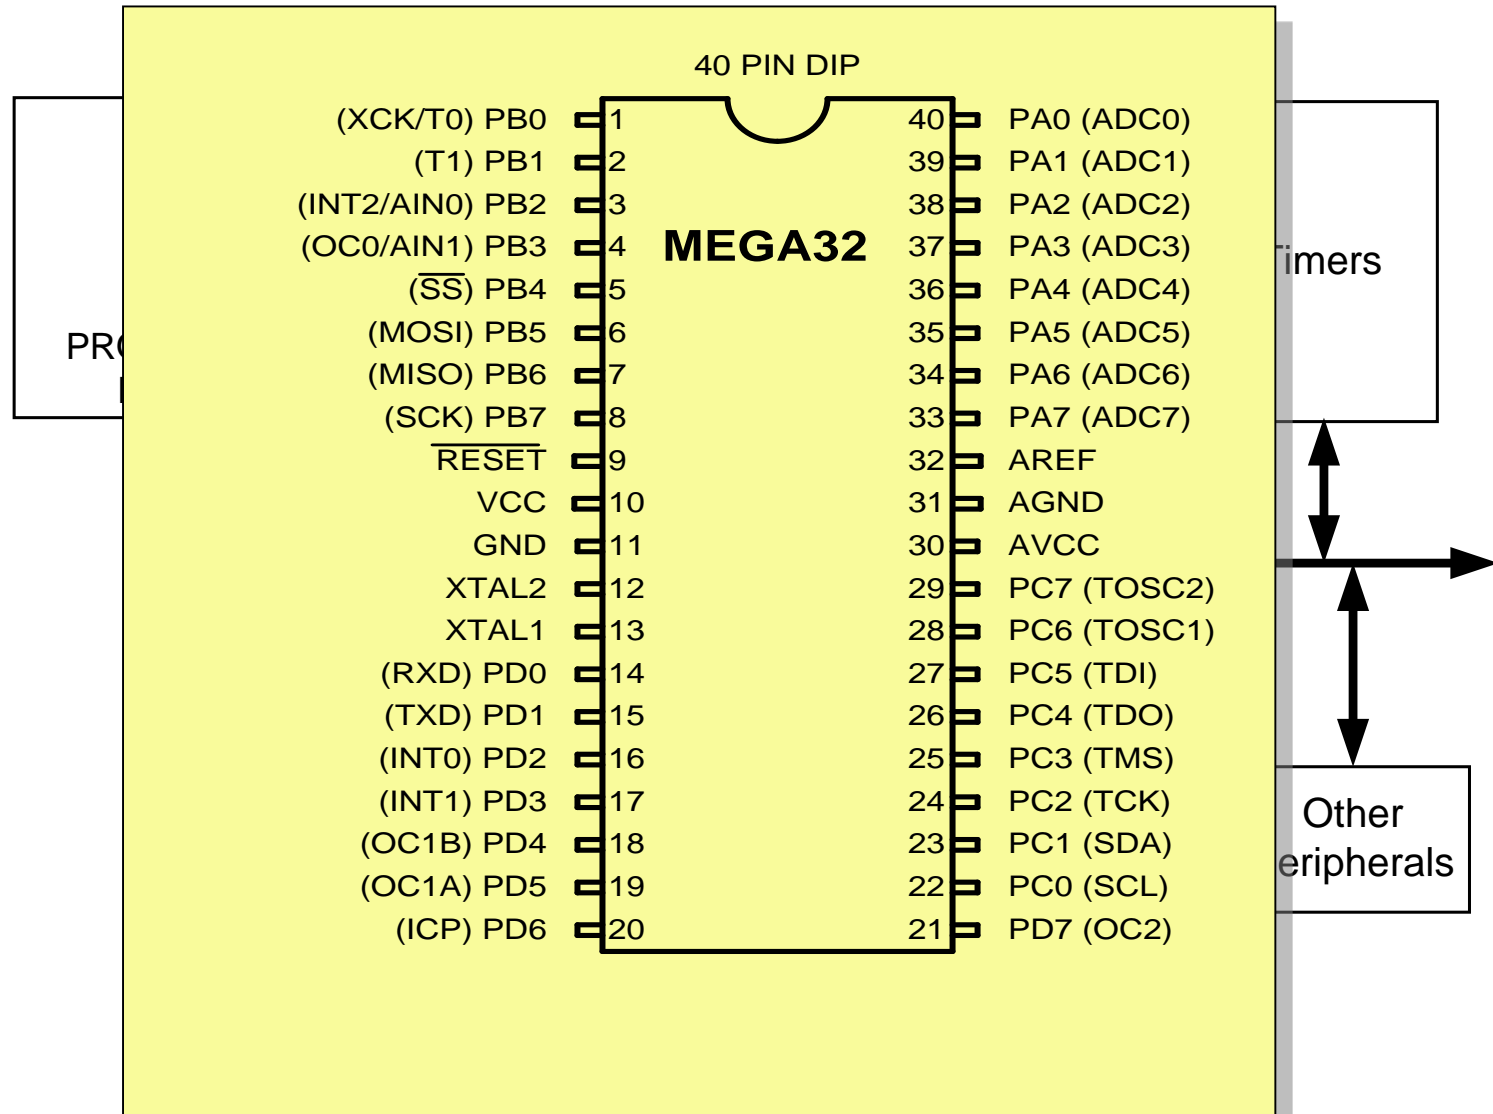 40 PIN DIP
(XCK/T0) PB0 1 40 PA0 (ADC0)
(T1) PB1 2 39 PA1 (ADC1)
(INT2/AIN0) PB2 3 38 PA2 (ADC2)
(OC0/AIN1) PB3 4 MEGA32 37 PA3 (ADC3)
(SS) PB4 5 36 PA4 (ADC4)
(MOSI) PB5 6 35 PA5 (ADC5)
(MISO) PB6 7 34 PA6 (ADC6)
(SCK) PB7 8 33 PA7 (ADC7)
RESET 9 32 AREF
VCC 10 31 AGND
GND 11 30 AVCC
XTAL2 12 29 PC7 (TOSC2)
XTAL1 13 28 PC6 (TOSC1)
(RXD) PD0 14 27 PC5 (TDI)
(TXD) PD1 15 26 PC4 (TDO)
(INT0) PD2 16 25 PC3 (TMS)
(INT1) PD3 17 24 PC2 (TCK)
(OC1B) PD4 18 23 PC1 (SDA)
(OC1A) PD5 19 22 PC0 (SCL)
(ICP) PD6 20 21 PD7 (OC2)
Timers
Other
eripherals